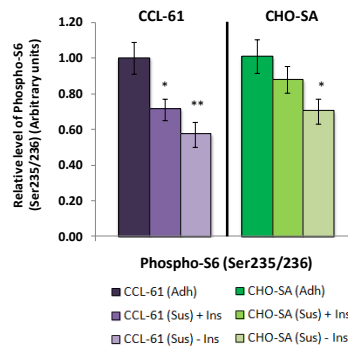 CCL-61 CHO-SA
Relative level of Phospho-S6
(Ser235/236) (Arbitrary units)
1.20
1.00
0.80
0.60
0.40
0.20
0.00
*
**
*
Phospho-S6 (Ser235/236)
CCL-61 (Adh) CHO-SA (Adh)
CCL-61 (Sus) + Ins CHO-SA (Sus) + Ins
CCL-61 (Sus) - Ins CHO-SA (Sus) - Ins